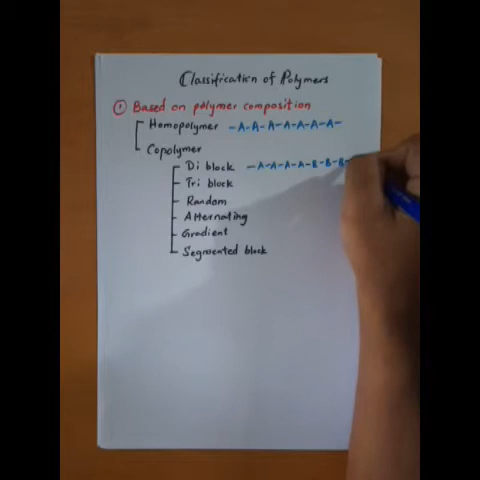 Classification of Polymers
① Based on polymer composition
Homopolymer -A-A-A-A-A-A-A-
Copolymer
Di block -A-A-A-A-B-B-B-
Tri block
Random
Alternating
Gradient
Segmented block